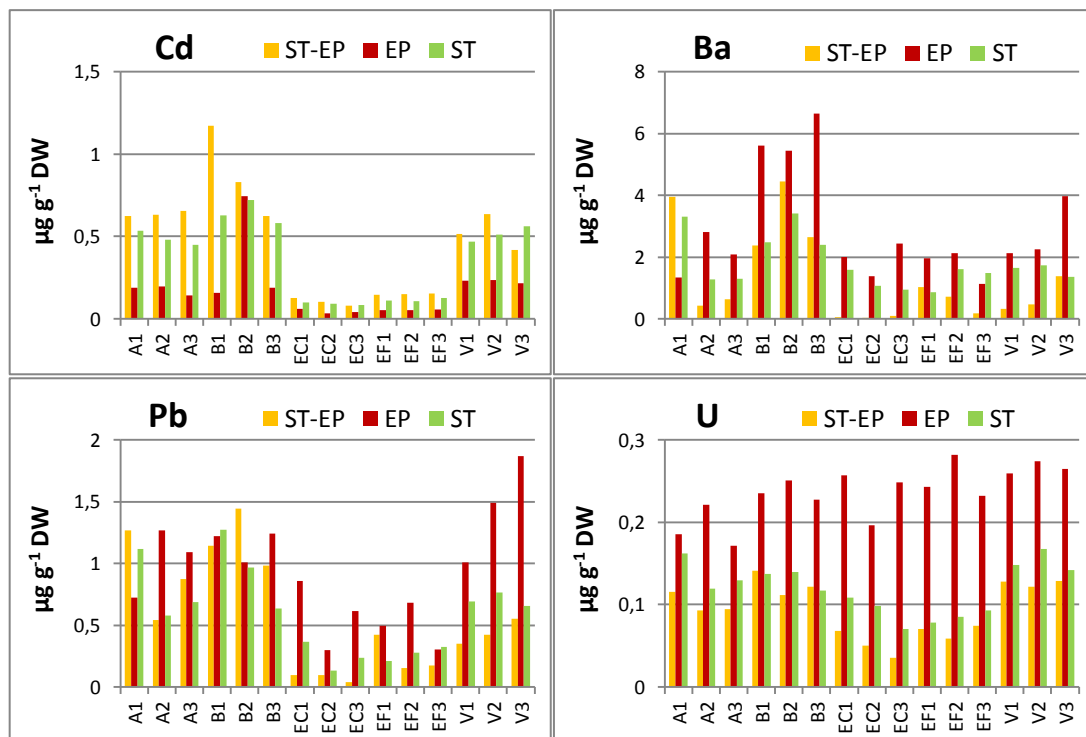 Cd
ST-EP EP ST
µg g-1 DW
1,5
1
0,5
0
A1 A2 A3 B1 B2 B3 EC1 EC2 EC3 EF1 EF2 EF3 V1 V2 V3
Ba
ST-EP EP ST
µg g-1 DW
8
6
4
2
0
A1 A2 A3 B1 B2 B3 EC1 EC2 EC3 EF1 EF2 EF3 V1 V2 V3
Pb
ST-EP EP ST
µg g-1 DW
2
1,5
1
0,5
0
A1 A2 A3 B1 B2 B3 EC1 EC2 EC3 EF1 EF2 EF3 V1 V2 V3
U
ST-EP EP ST
µg g-1 DW
0,3
0,2
0,1
0
A1 A2 A3 B1 B2 B3 EC1 EC2 EC3 EF1 EF2 EF3 V1 V2 V3